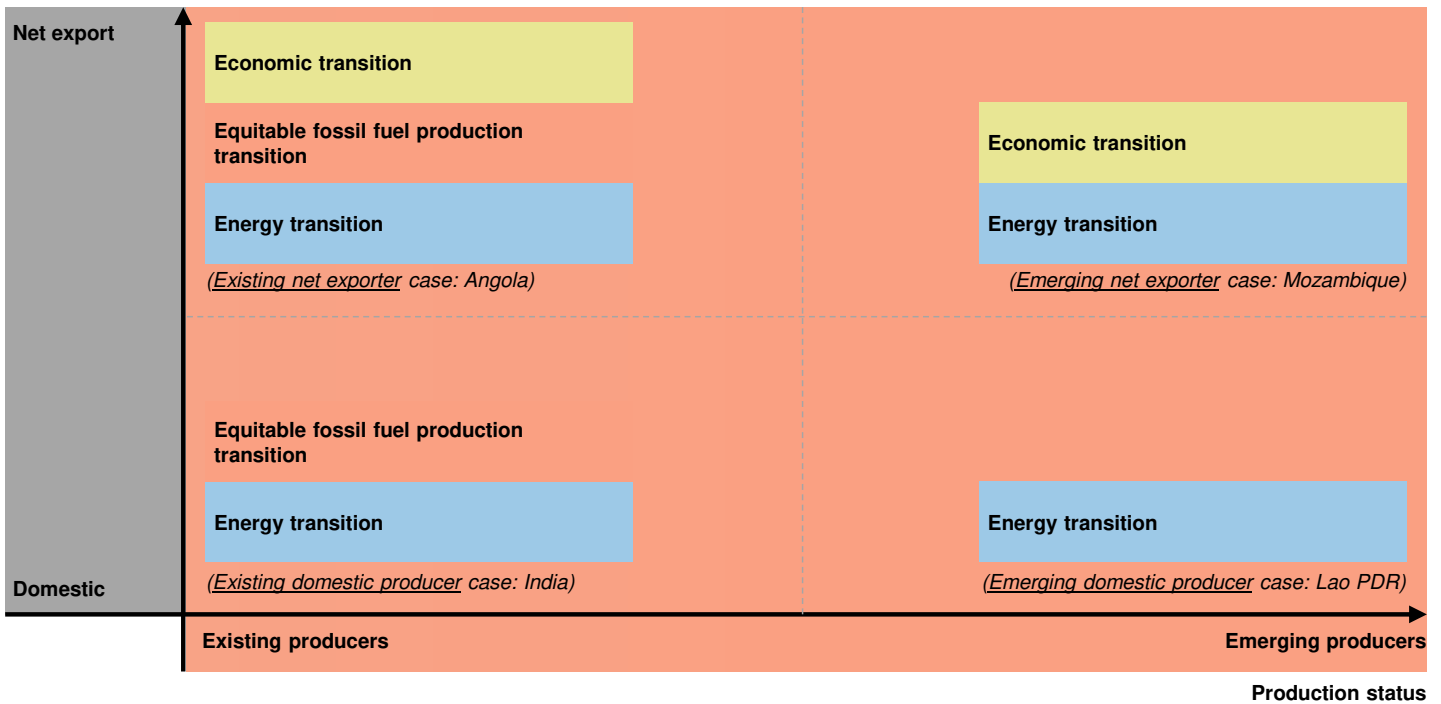 Net export
Economic transition
Equitable fossil fuel production
transition
Economic transition
Energy transition
Energy transition
(Existing net exporter case: Angola)
(Emerging net exporter case: Mozambique)
Equitable fossil fuel production
transition
Energy transition
Energy transition
Domestic
(Existing domestic producer case: India)
(Emerging domestic producer case: Lao PDR)
Existing producers
Emerging producers
Production status